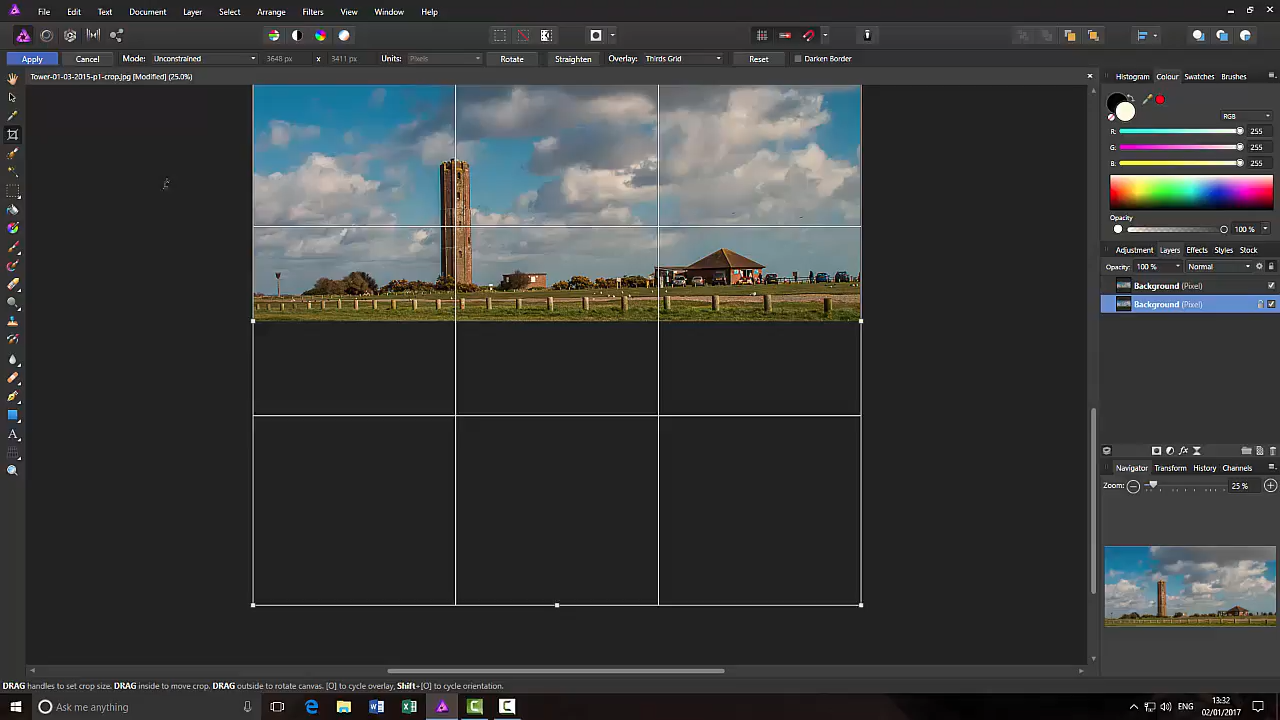 File Edit Text Document Layer Select Arrange Filters View Window Help
Apply Cancel Mode: Unconstrained 3648 px x 3411 px Units: Pixels Rotate Straighten Overlay: Thirds Grid Reset Darken Border
Tower-01-03-2015-p1-crop.jpg [Modified] (25.0%)
Histogram Colour Swatches Brushes
RGB
R: 255
G: 255
B: 255
Opacity
100 %
Adjustment Layers Effects Styles Stock
Opacity: 100 % Normal
Background (Pixel)
Background (Pixel)
Navigator Transform History Channels
Zoom: 25 %
DRAG handles to set crop size. DRAG inside to move crop. DRAG outside to rotate canvas. [O] to cycle overlay, Shift+[O] to cycle orientation.
Ask me anything
ENG
13:32
02/01/2017